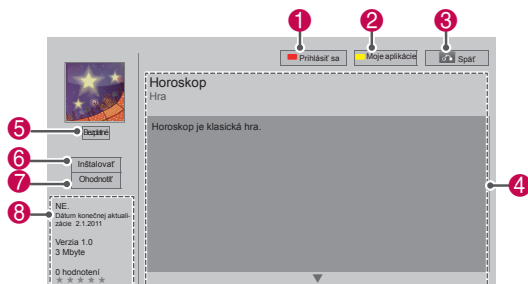 1
2
3
Prihlásiť sa
Moje aplikácie
Späť
Horoskop
Hra
Horoskop je klasická hra.
4
5
Bezplatné
6
Inštalovať
7
Ohodnotiť
8
NE.
Dátum konečnej aktuali-
zácie 2.1.2011
Verzia 1.0
3 Mbyte
0 hodnotení